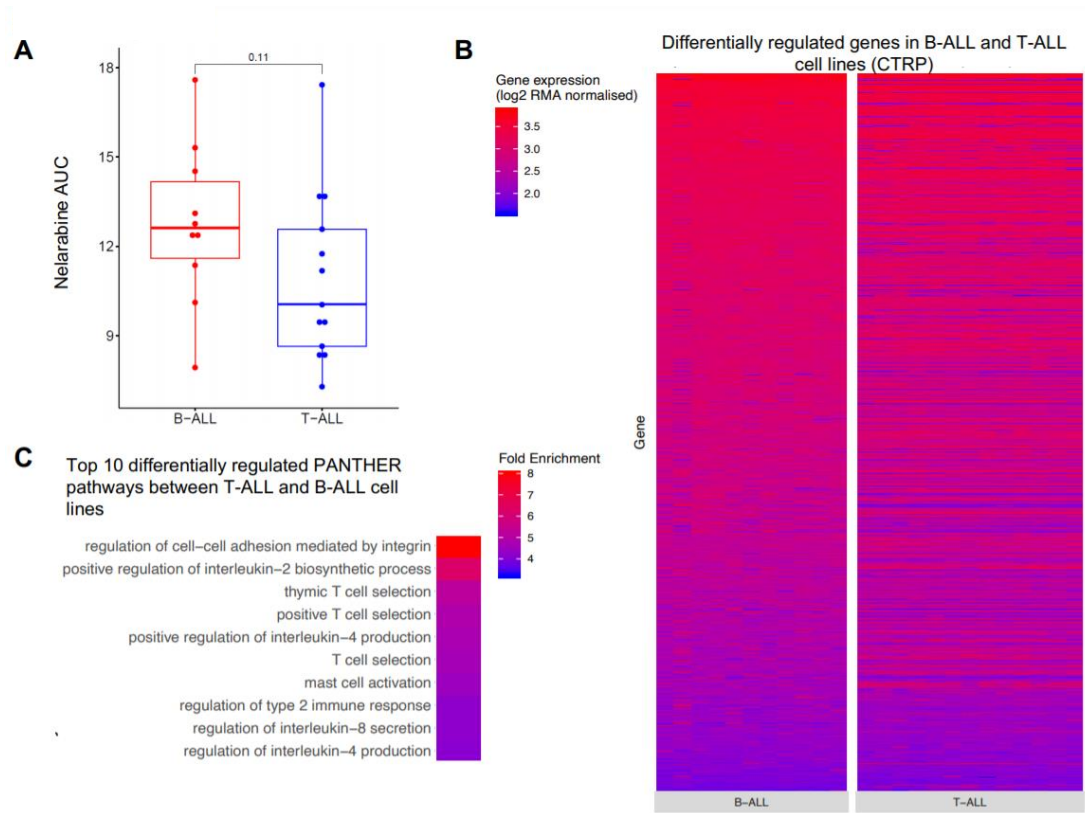 A
0.11
18
15
12
9
Nelarabine AUC
B-ALL
T-ALL
B
Differentially regulated genes in B-ALL and T-ALL
cell lines (CTRP)
Gene expression
(log2 RMA normalised)
3.5
3.0
2.5
2.0
Gene
B-ALL
T-ALL
C
Top 10 differentially regulated PANTHER
pathways between T-ALL and B-ALL cell
lines
Fold Enrichment
8
7
6
5
4
regulation of cell-cell adhesion mediated by integrin
positive regulation of interleukin-2 biosynthetic process
thymic T cell selection
positive T cell selection
positive regulation of interleukin-4 production
T cell selection
mast cell activation
regulation of type 2 immune response
regulation of interleukin-8 secretion
regulation of interleukin-4 production